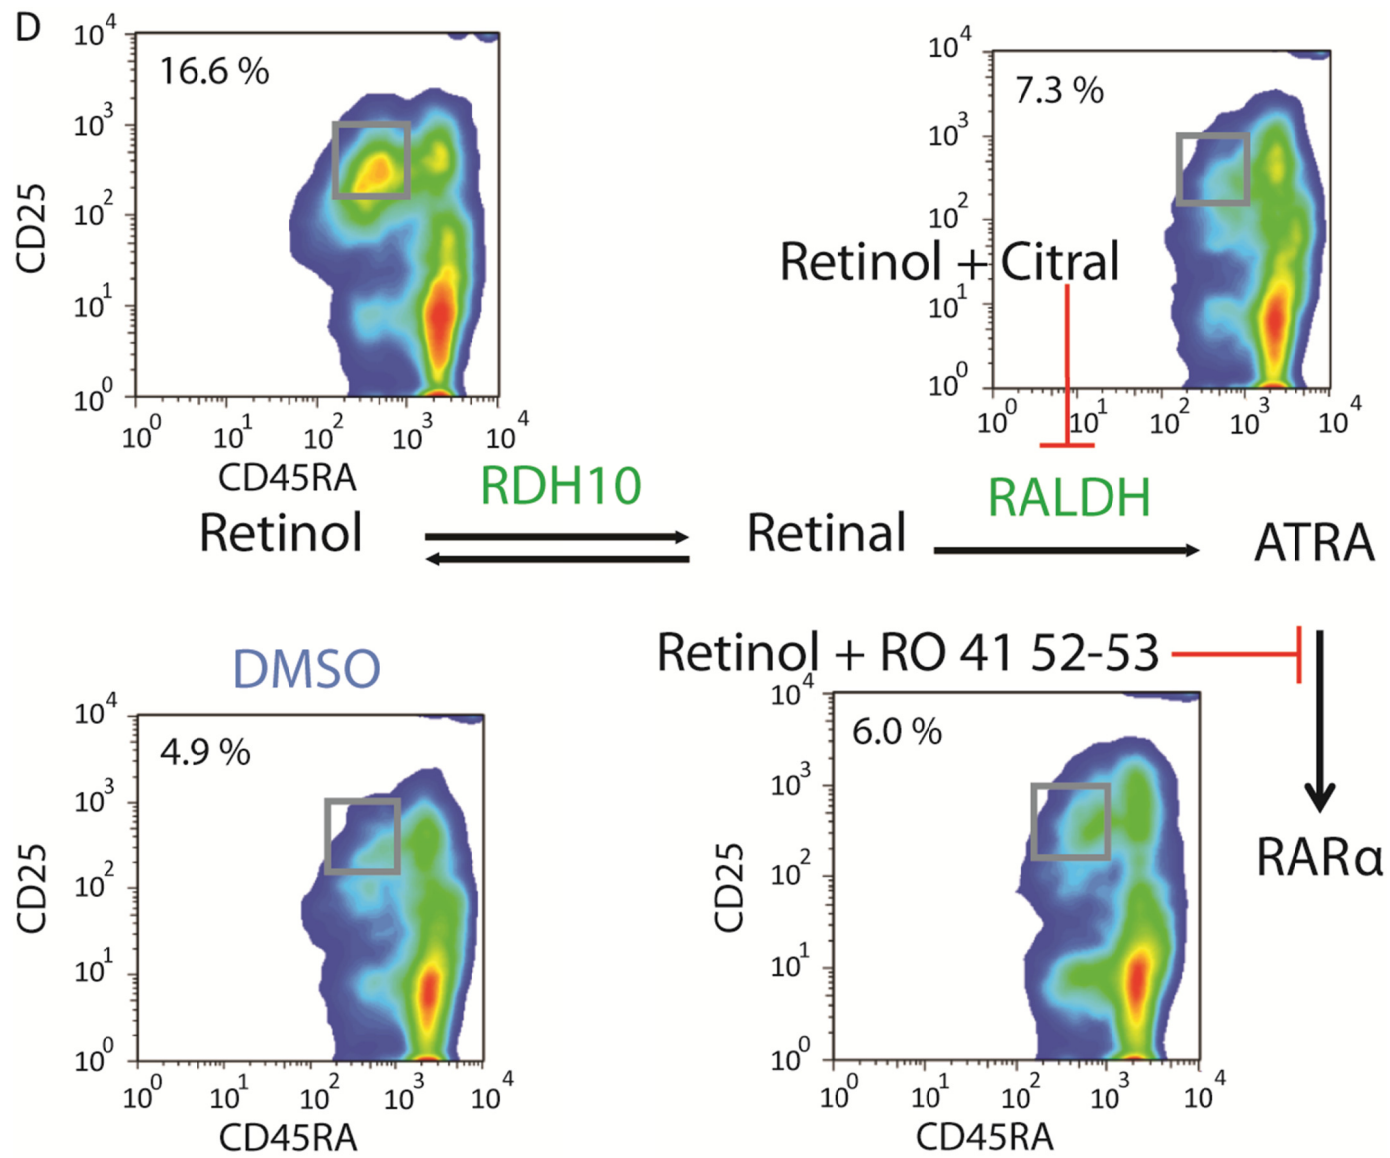 D
10^4
16.6 %
10^3
CD25
10^2
10^1
10^0
10^0 10^1 10^2 10^3 10^4
CD45RA
Retinol
10^4
7.3 %
10^3
10^2
Retinol + Citral
10^1
10^0
10^0 10^1 10^2 10^3 10^4
RDH10
Retinal
RALDH
ATRA
DMSO
10^4
4.9 %
10^3
CD25
10^2
10^1
10^0
10^0 10^1 10^2 10^3 10^4
CD45RA
Retinol + RO 41 52-53
10^4
6.0 %
10^3
CD25
10^2
10^1
10^0
10^0 10^1 10^2 10^3 10^4
CD45RA
RARα